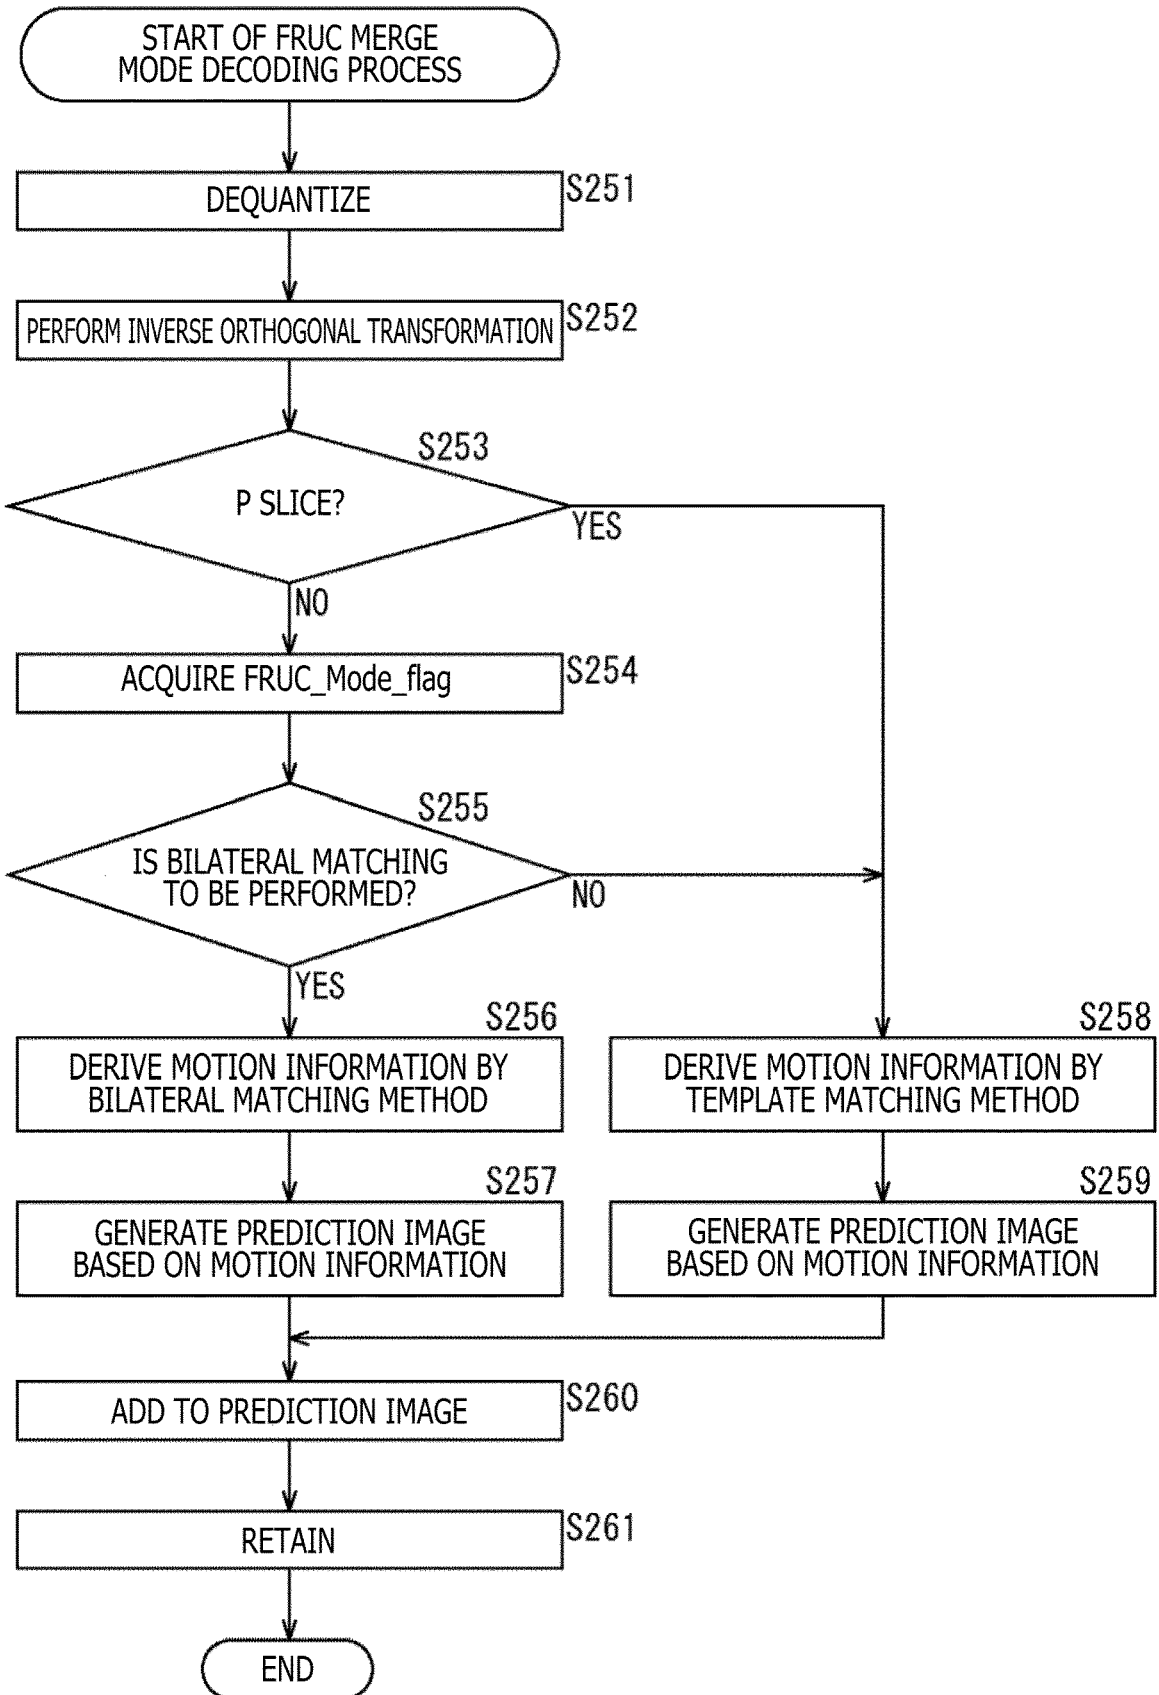 START OF FRUC MERGE
MODE DECODING PROCESS
DEQUANTIZE
S251
PERFORM INVERSE ORTHOGONAL TRANSFORMATION
S252
S253
P SLICE?
YES
NO
ACQUIRE FRUC_Mode_flag
S254
S255
IS BILATERAL MATCHING
TO BE PERFORMED?
NO
YES
S256
DERIVE MOTION INFORMATION BY
BILATERAL MATCHING METHOD
S258
DERIVE MOTION INFORMATION BY
TEMPLATE MATCHING METHOD
S257
GENERATE PREDICTION IMAGE
BASED ON MOTION INFORMATION
S259
GENERATE PREDICTION IMAGE
BASED ON MOTION INFORMATION
ADD TO PREDICTION IMAGE
S260
RETAIN
S261
END